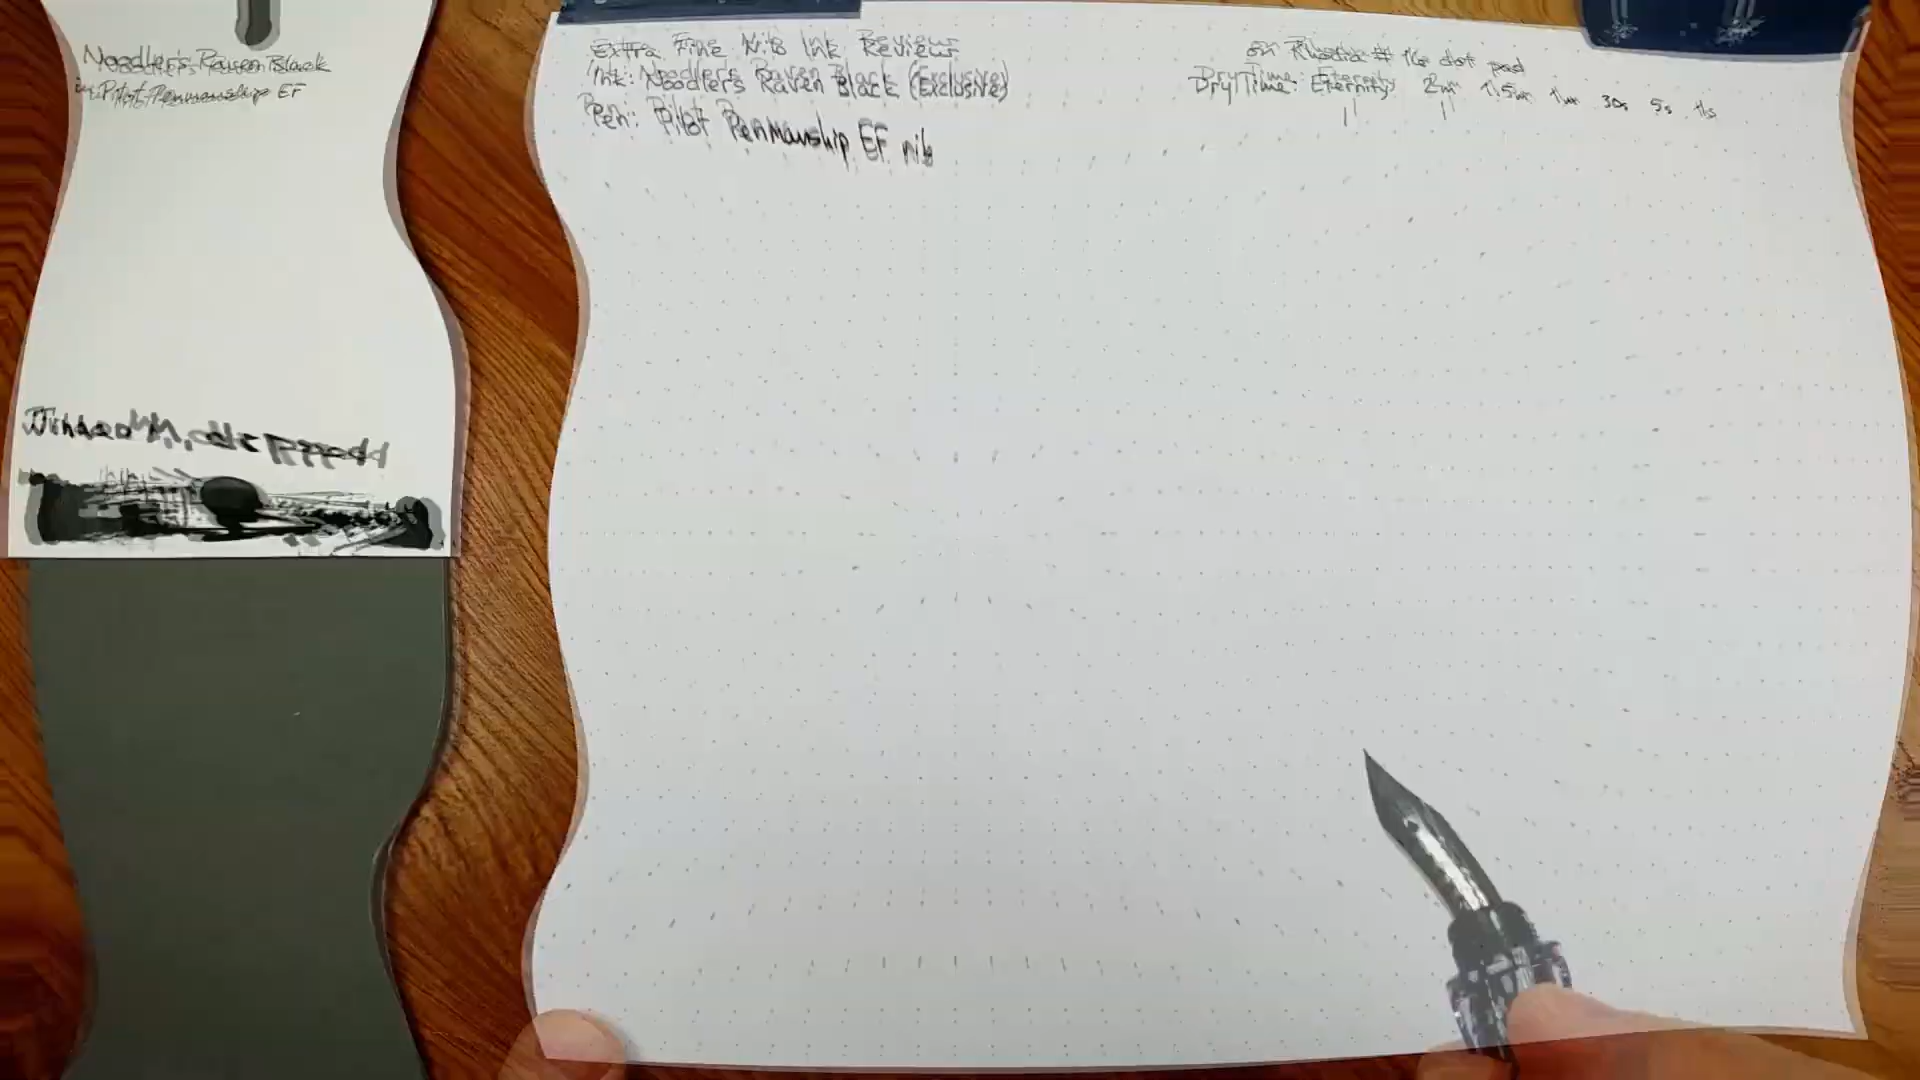 Noodler's Raven Black
in Pilot Penmanship EF
Extra Fine Nib Ink Review
Ink: Noodlers Raven Black (Exclusive)
Pen: Pilot Penmanship EF nib
on Rhodia # 16 dot pad
Dry Time: Eternity 2m 1.5m 1m 30s 5s 1s